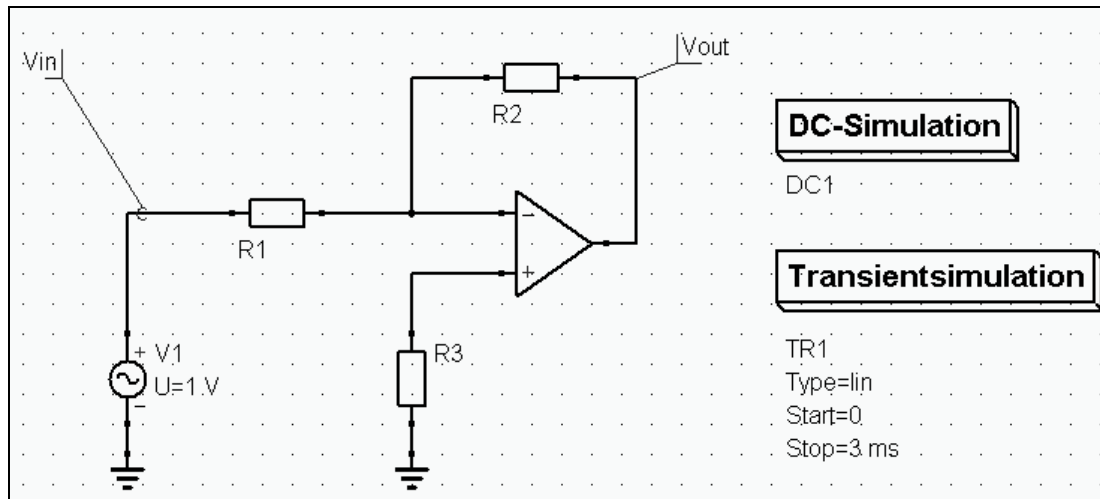 Vin
Vout
R2
R1
−
+
R3
+ V1
U=1 V
−
DC-Simulation
DC1
Transientsimulation
TR1
Type=lin
Start=0
Stop=3 ms